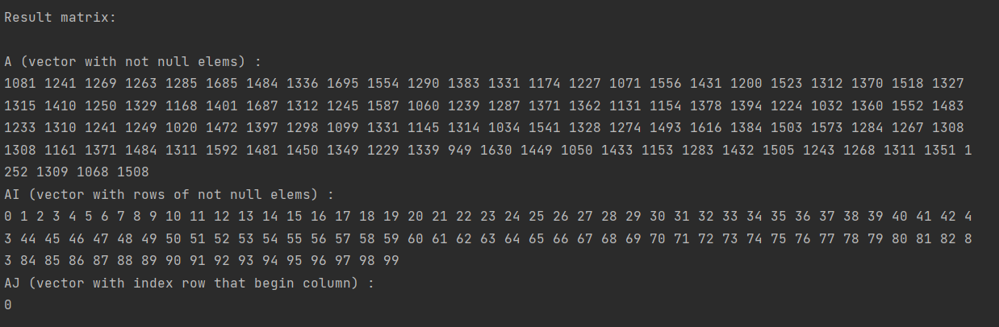 Result matrix:
A (vector with not null elems) :
1081 1241 1269 1263 1285 1685 1484 1336 1695 1554 1290 1383 1331 1174 1227 1071 1556 1431 1200 1523 1312 1370 1518 1327
1315 1410 1250 1329 1168 1401 1687 1312 1245 1587 1060 1239 1287 1371 1362 1131 1154 1378 1394 1224 1032 1360 1552 1483
1233 1310 1241 1249 1020 1472 1397 1298 1099 1331 1145 1314 1034 1541 1328 1274 1493 1616 1384 1503 1573 1284 1267 1308
1308 1161 1371 1484 1311 1592 1481 1450 1349 1229 1339 949 1630 1449 1050 1433 1153 1283 1432 1505 1243 1268 1311 1351 1
252 1309 1068 1508
AI (vector with rows of not null elems) :
0 1 2 3 4 5 6 7 8 9 10 11 12 13 14 15 16 17 18 19 20 21 22 23 24 25 26 27 28 29 30 31 32 33 34 35 36 37 38 39 40 41 42 4
3 44 45 46 47 48 49 50 51 52 53 54 55 56 57 58 59 60 61 62 63 64 65 66 67 68 69 70 71 72 73 74 75 76 77 78 79 80 81 82 8
3 84 85 86 87 88 89 90 91 92 93 94 95 96 97 98 99
AJ (vector with index row that begin column) :
0